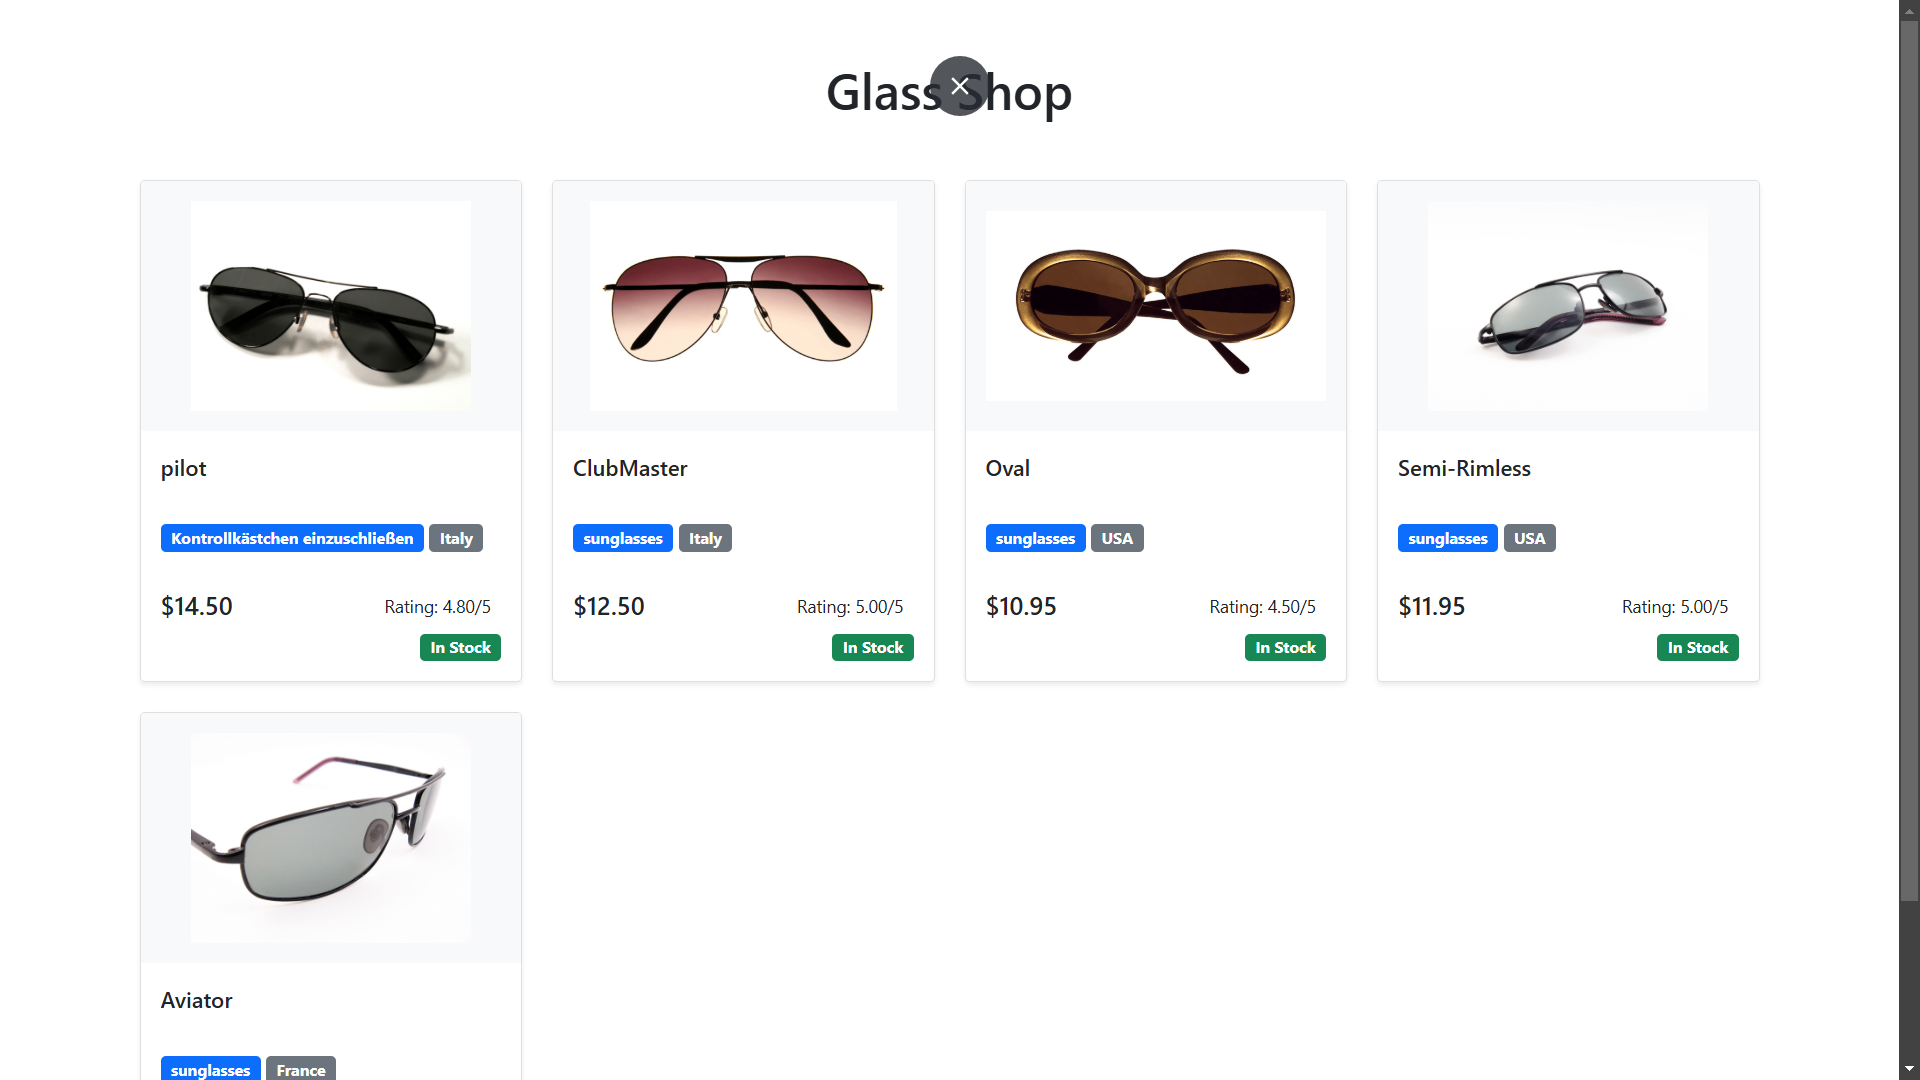 Glass Shop
pilot
Kontrollkästchen einzuschließen Italy
$14.50 Rating: 4.80/5
In Stock
ClubMaster
sunglasses Italy
$12.50 Rating: 5.00/5
In Stock
Oval
sunglasses USA
$10.95 Rating: 4.50/5
In Stock
Semi-Rimless
sunglasses USA
$11.95 Rating: 5.00/5
In Stock
Aviator
sunglasses France